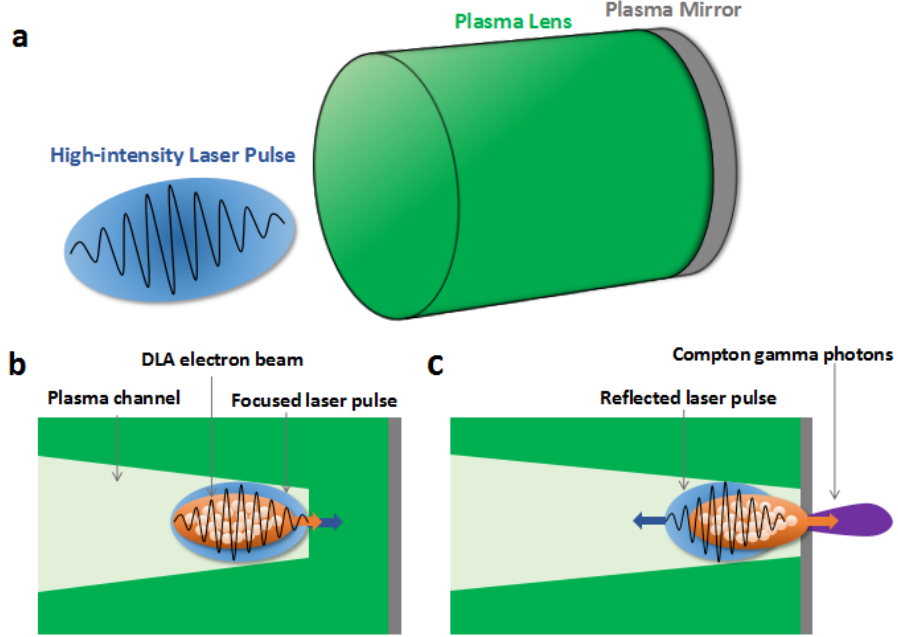 a
Plasma Lens
Plasma Mirror
High-intensity Laser Pulse
b
DLA electron beam
Plasma channel
Focused laser pulse
c
Compton gamma photons
Reflected laser pulse